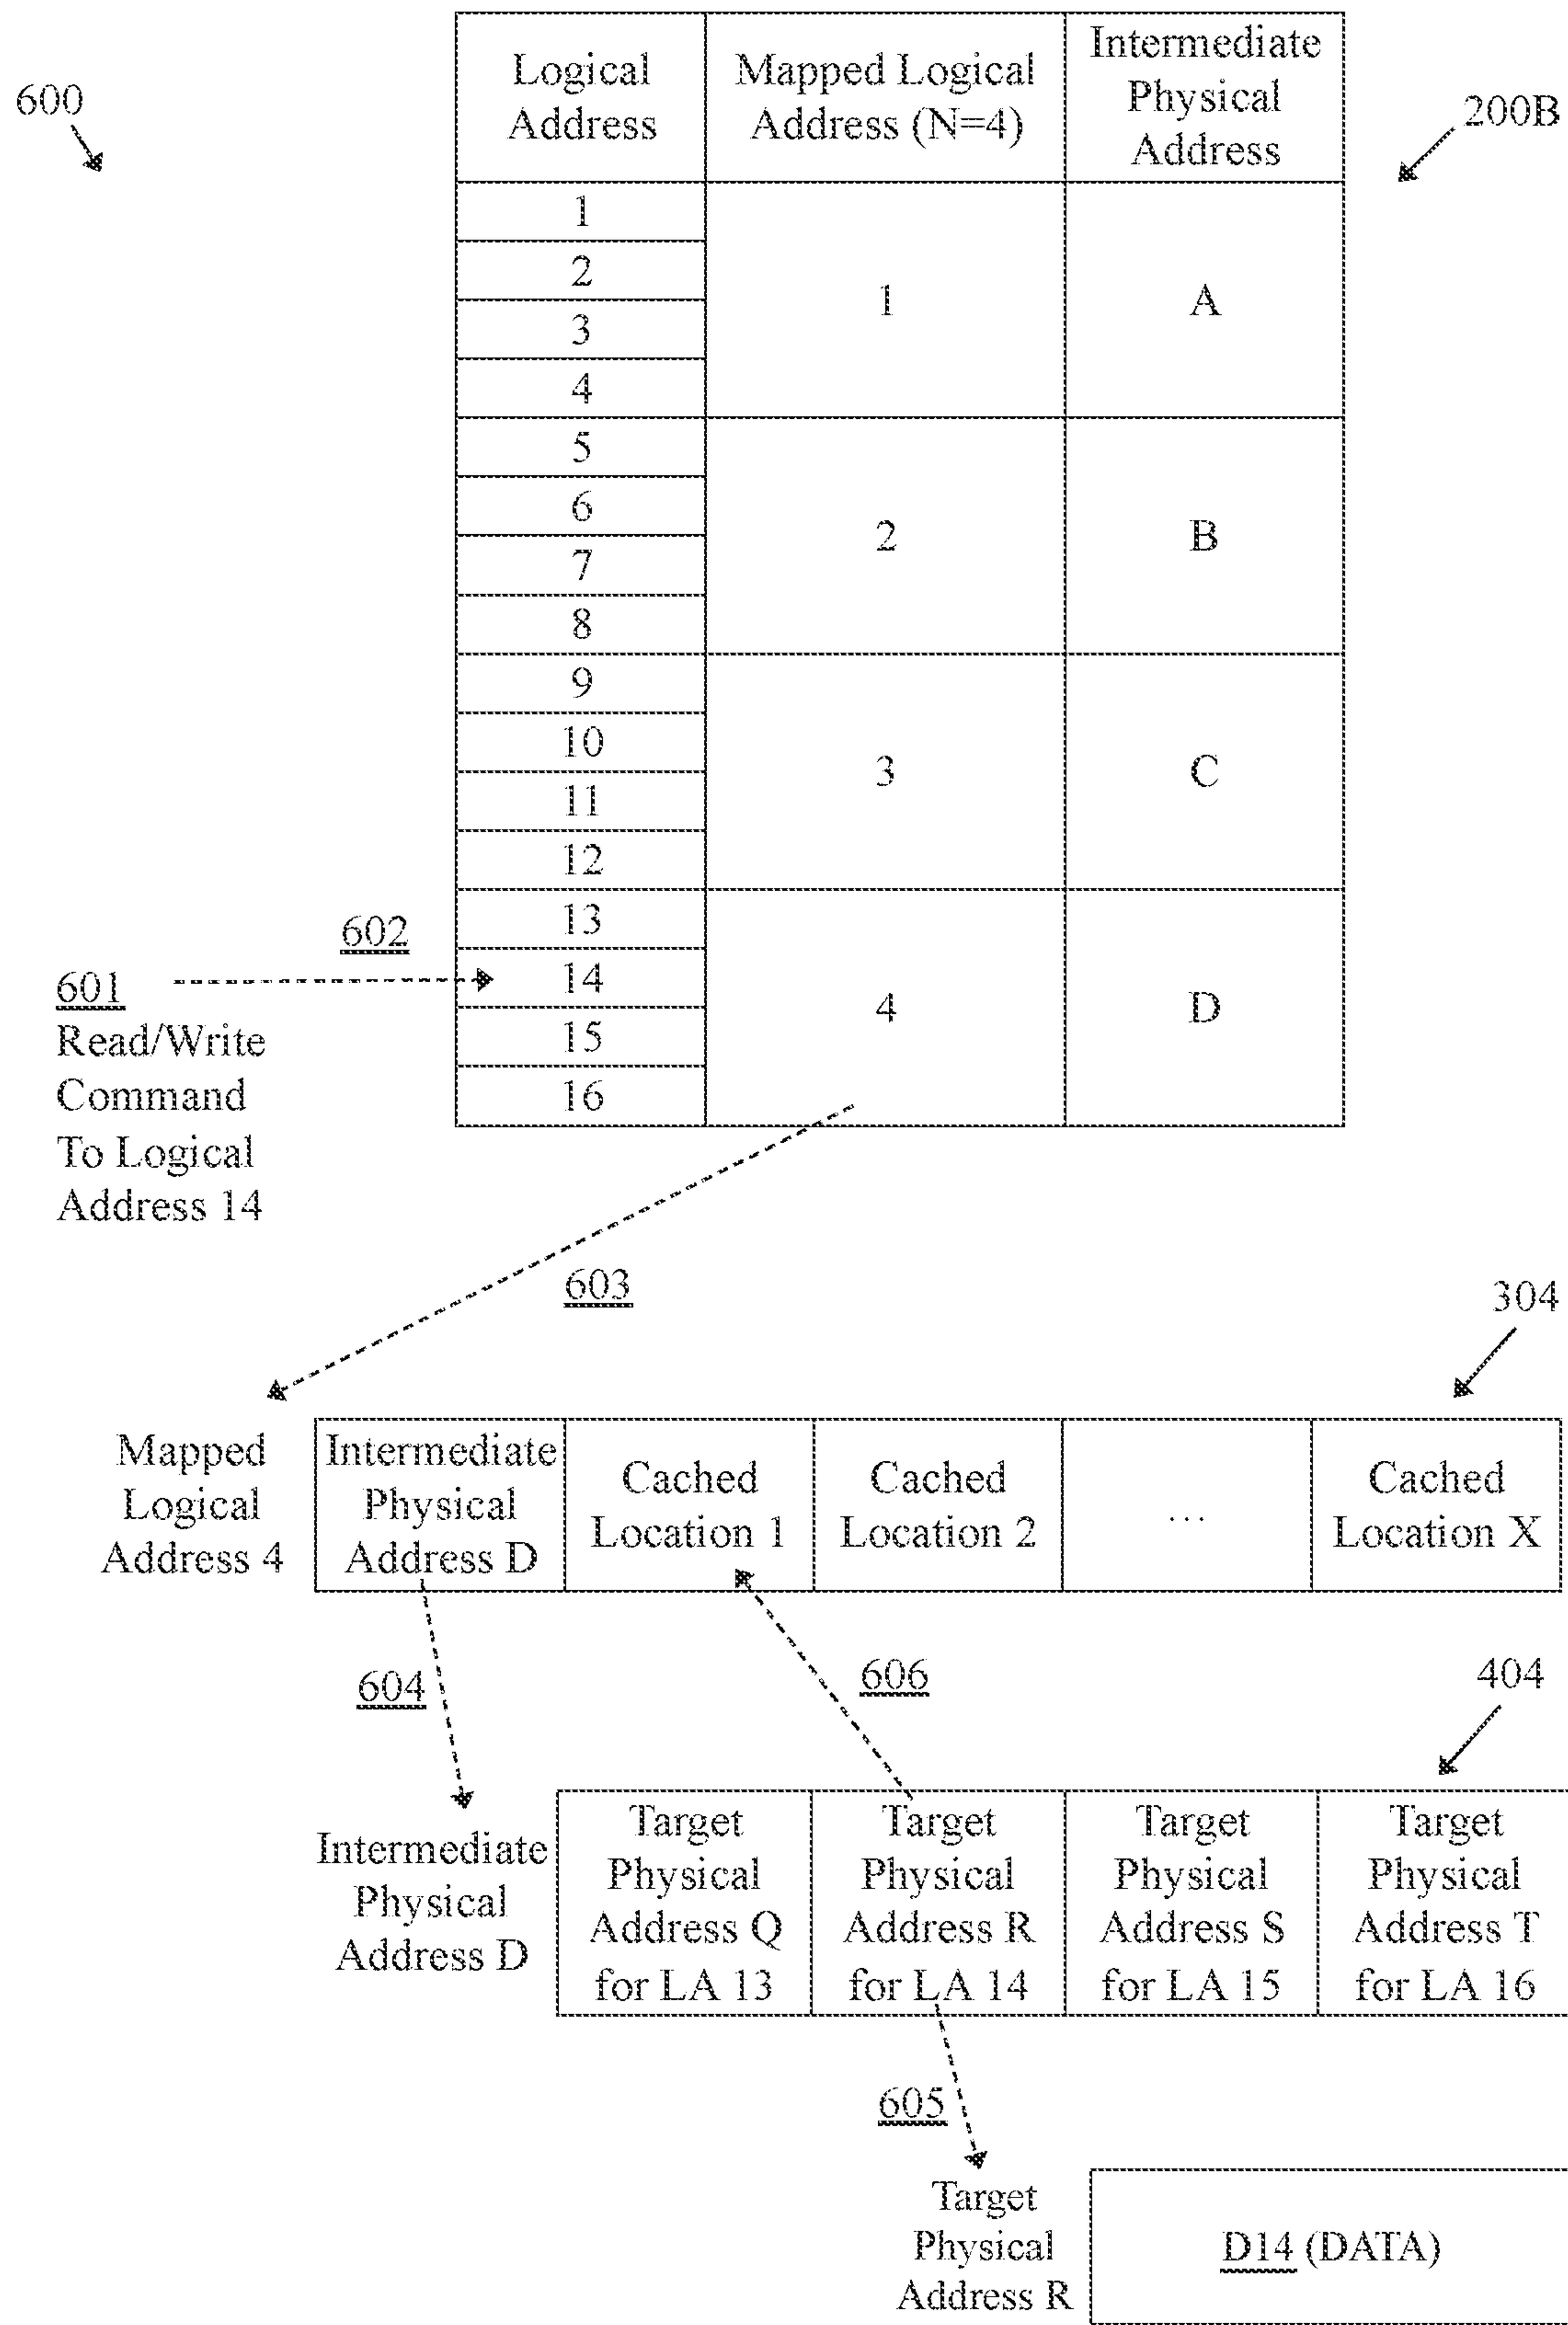 600
Logical
Address
Mapped Logical
Address (N=4)
Intermediate
Physical
Address
200B
1
2
3
4
1
A
5
6
7
8
2
B
9
10
11
12
3
C
13
14
15
16
4
D
602
601
Read/Write
Command
To Logical
Address 14
603
304
Mapped
Logical
Address 4
Intermediate
Physical
Address D
Cached
Location 1
Cached
Location 2
...
Cached
Location X
604
606
404
Intermediate
Physical
Address D
Target
Physical
Address Q
for LA 13
Target
Physical
Address R
for LA 14
Target
Physical
Address S
for LA 15
Target
Physical
Address T
for LA 16
605
Target
Physical
Address R
D14 (DATA)